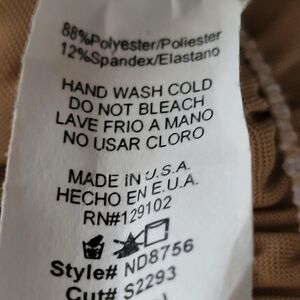 88%Polyester/Poliester
12%Spandex/Elastano
HAND WASH COLD
DO NOT BLEACH
LAVE FRIO A MANO
NO USAR CLORO
MADE IN U.S.A.
HECHO EN E.U.A.
RN#129102
Style# ND8756
Cut# S2293